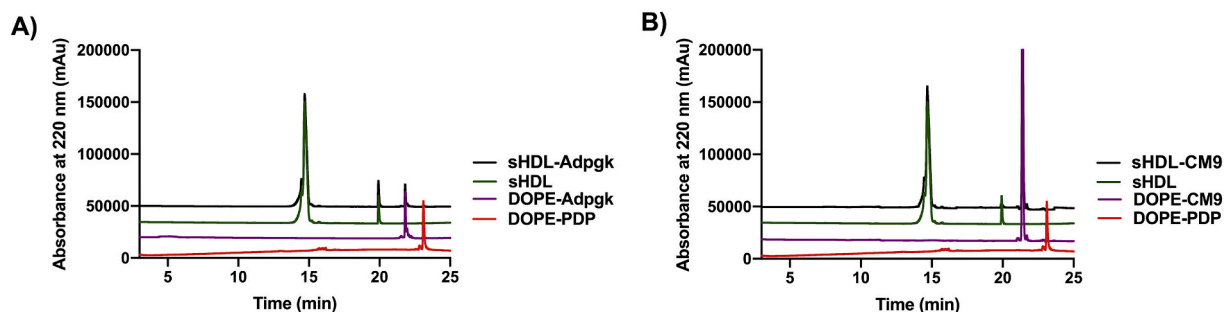 A)
Absorbance at 220 nm (mAu)
200000
150000
100000
50000
0
5
10
15
20
25
Time (min)
sHDL-Adpgk
sHDL
DOPE-Adpgk
DOPE-PDP
B)
Absorbance at 220 nm (mAu)
200000
150000
100000
50000
0
5
10
15
20
25
Time (min)
sHDL-CM9
sHDL
DOPE-CM9
DOPE-PDP